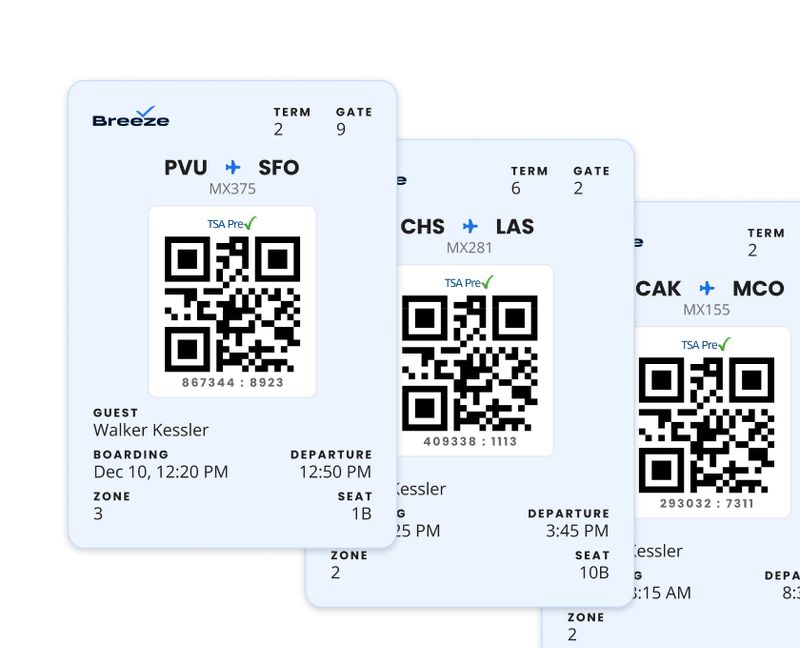 Breeze
TERM GATE
2 9
PVU SFO
MX375
TSA Pre
867344 : 8923
GUEST
Walker Kessler
BOARDING DEPARTURE
Dec 10, 12:20 PM 12:50 PM
ZONE SEAT
3 1B
e
TERM GATE
6 2
CHS LAS
MX281
TSA Pre
409338 : 1113
Kessler
G DEPARTURE
25 PM 3:45 PM
ZONE SEAT
2 10B
e
TERM
2
CAK MCO
MX155
TSA Pre
293032 : 7311
Kessler
G DEPA
:15 AM 8:3
ZONE
2